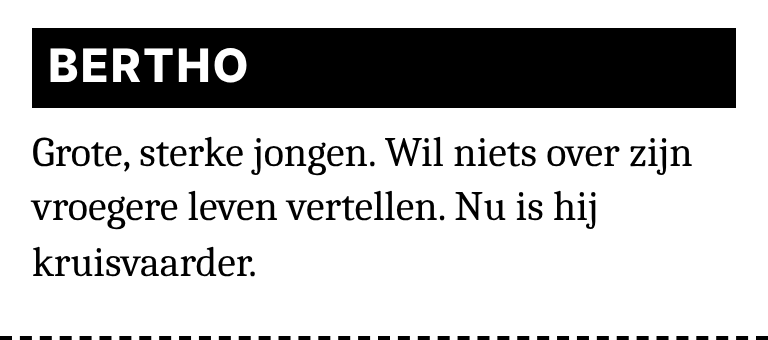 BERTHO
Grote, sterke jongen. Wil niets over zijn
vroegere leven vertellen. Nu is hij
kruisvaarder.